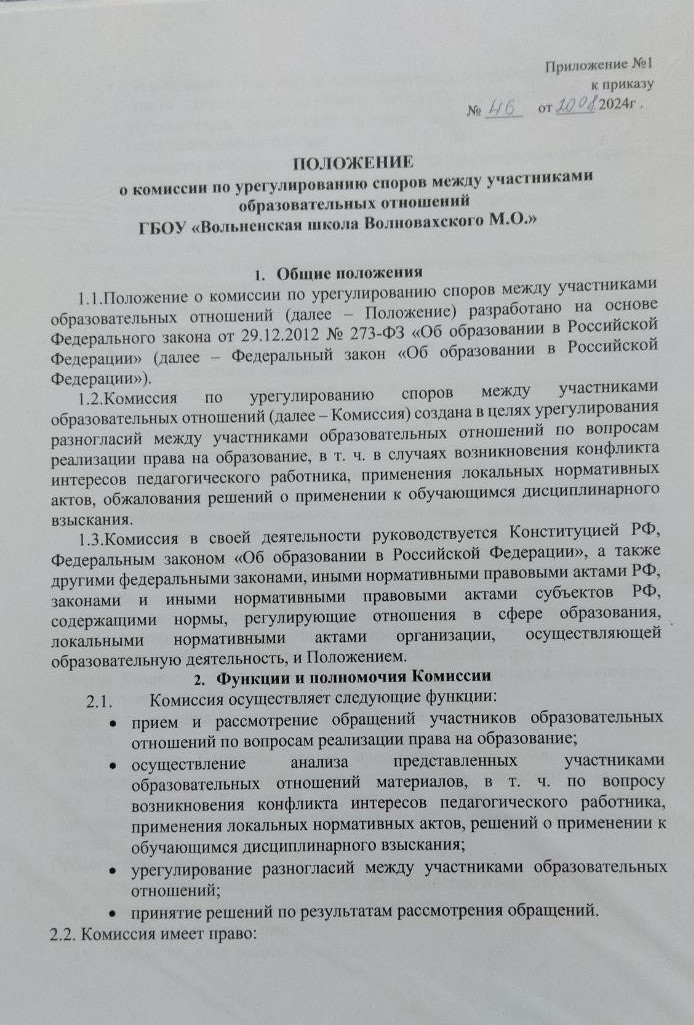 Приложение №1
к приказу
№ 46 от 2008 2024г.
ПОЛОЖЕНИЕ
о комиссии по урегулированию споров между участниками
образовательных отношений
ГБОУ «Вольненская школа Волновахского М.О.»
1. Общие положения
1.1.Положение о комиссии по урегулированию споров между участниками
образовательных отношений (далее – Положение) разработано на основе
Федерального закона от 29.12.2012 № 273-ФЗ «Об образовании в Российской
Федерации» (далее – Федеральный закон «Об образовании в Российской
Федерации»).
1.2.Комиссия по урегулированию споров между участниками
образовательных отношений (далее – Комиссия) создана в целях урегулирования
разногласий между участниками образовательных отношений по вопросам
реализации права на образование, в т. ч. в случаях возникновения конфликта
интересов педагогического работника, применения локальных нормативных
актов, обжалования решений о применении к обучающимся дисциплинарного
взыскания.
1.3.Комиссия в своей деятельности руководствуется Конституцией РФ,
Федеральным законом «Об образовании в Российской Федерации», а также
другими федеральными законами, иными нормативными правовыми актами РФ,
законами и иными нормативными правовыми актами субъектов РФ,
содержащими нормы, регулирующие отношения в сфере образования,
локальными нормативными актами организации, осуществляющей
образовательную деятельность, и Положением.
2. Функции и полномочия Комиссии
2.1. Комиссия осуществляет следующие функции:
• прием и рассмотрение обращений участников образовательных
отношений по вопросам реализации права на образование;
• осуществление анализа представленных участниками
образовательных отношений материалов, в т. ч. по вопросу
возникновения конфликта интересов педагогического работника,
применения локальных нормативных актов, решений о применении к
обучающимся дисциплинарного взыскания;
• урегулирование разногласий между участниками образовательных
отношений;
• принятие решений по результатам рассмотрения обращений.
2.2. Комиссия имеет право: